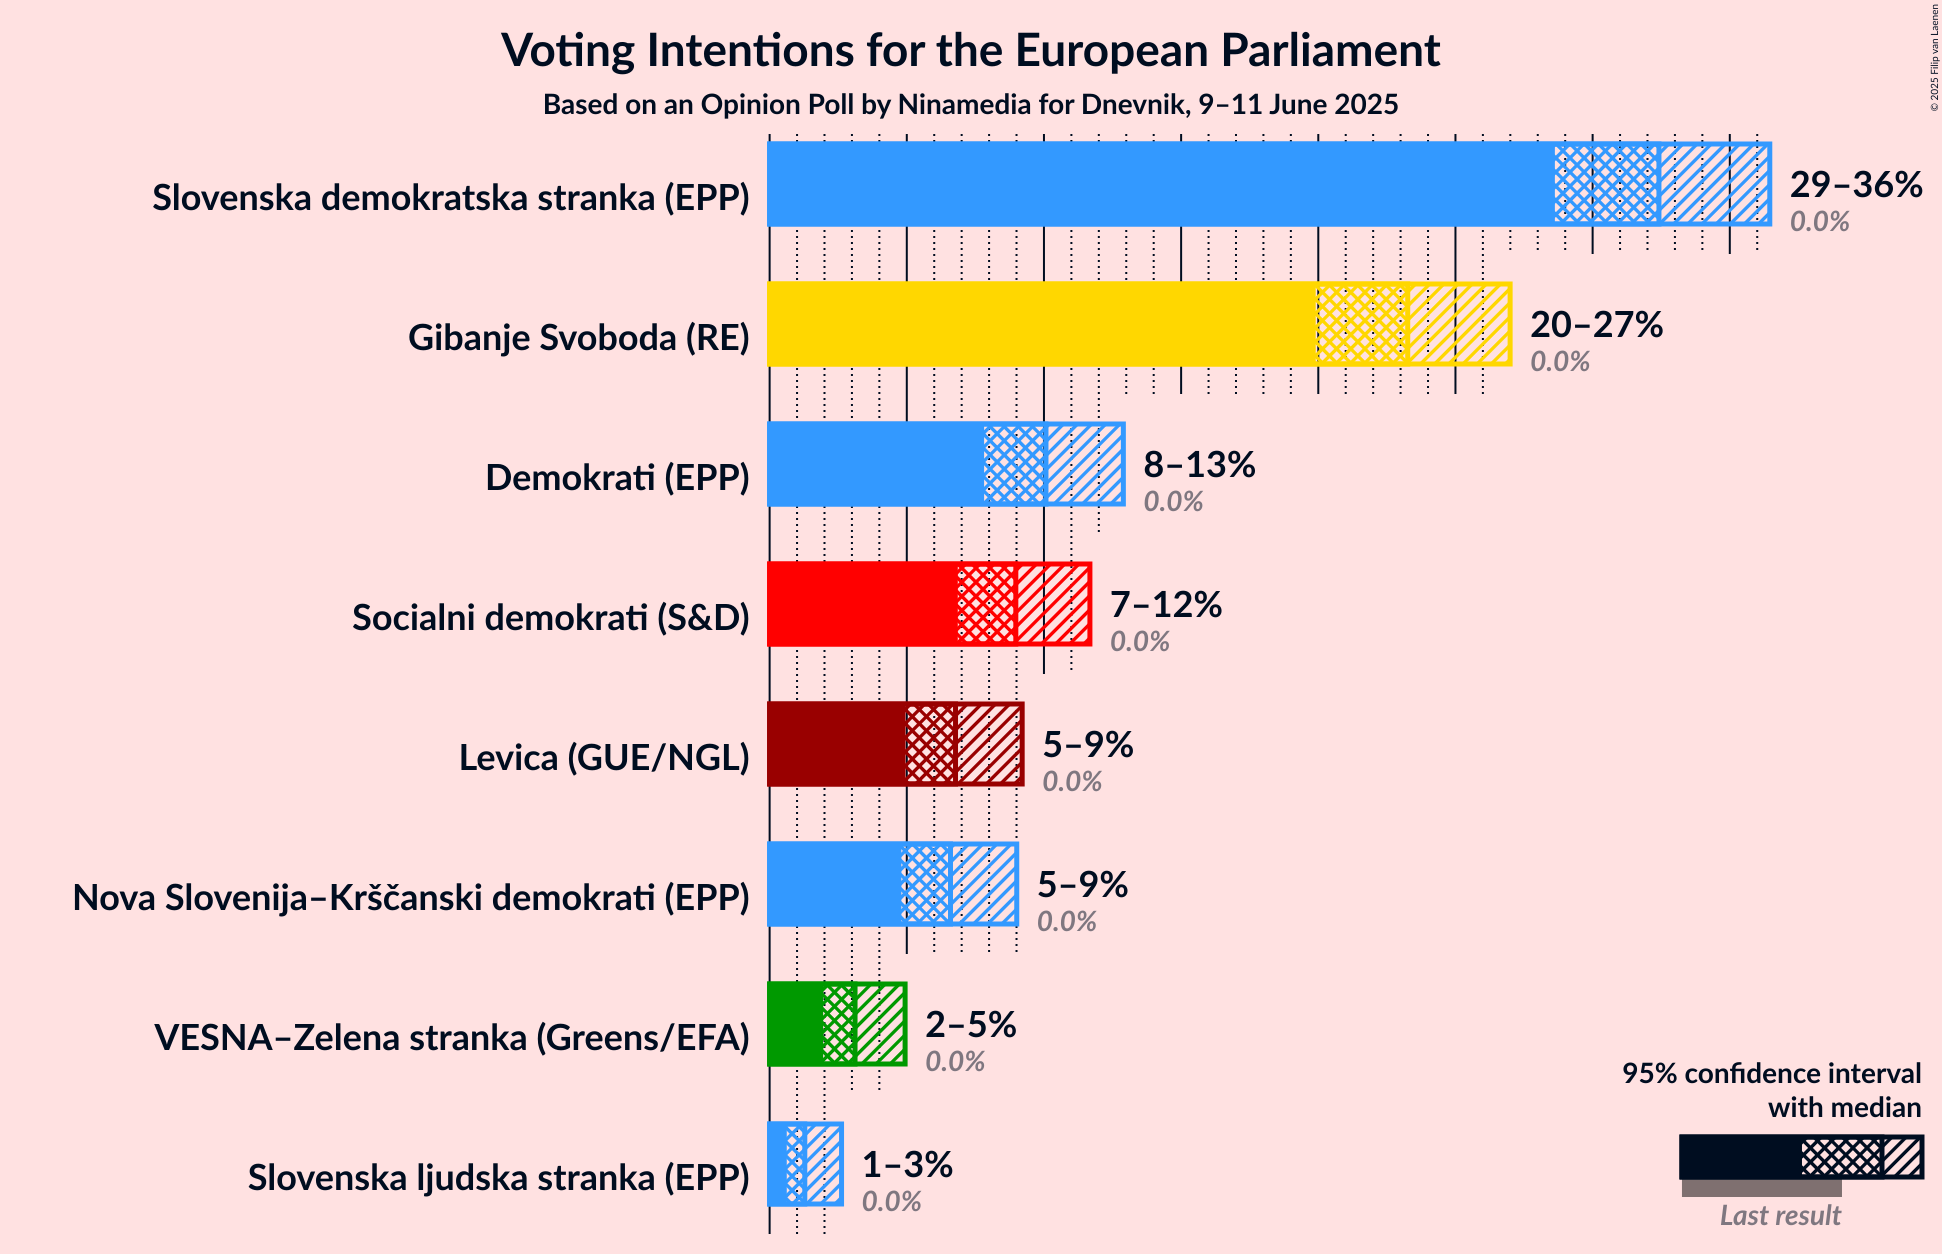 Voting Intentions for the European Parliament
Based on an Opinion Poll by Ninamedia for Dnevnik, 9–11 June 2025
© 2025 Filip van Laenen
Slovenska demokratska stranka (EPP)
29–36%
0.0%
Gibanje Svoboda (RE)
20–27%
0.0%
Demokrati (EPP)
8–13%
0.0%
Socialni demokrati (S&D)
7–12%
0.0%
Levica (GUE/NGL)
5–9%
0.0%
Nova Slovenija–Krščanski demokrati (EPP)
5–9%
0.0%
VESNA–Zelena stranka (Greens/EFA)
2–5%
0.0%
Slovenska ljudska stranka (EPP)
1–3%
0.0%
95% confidence interval
with median
Last result